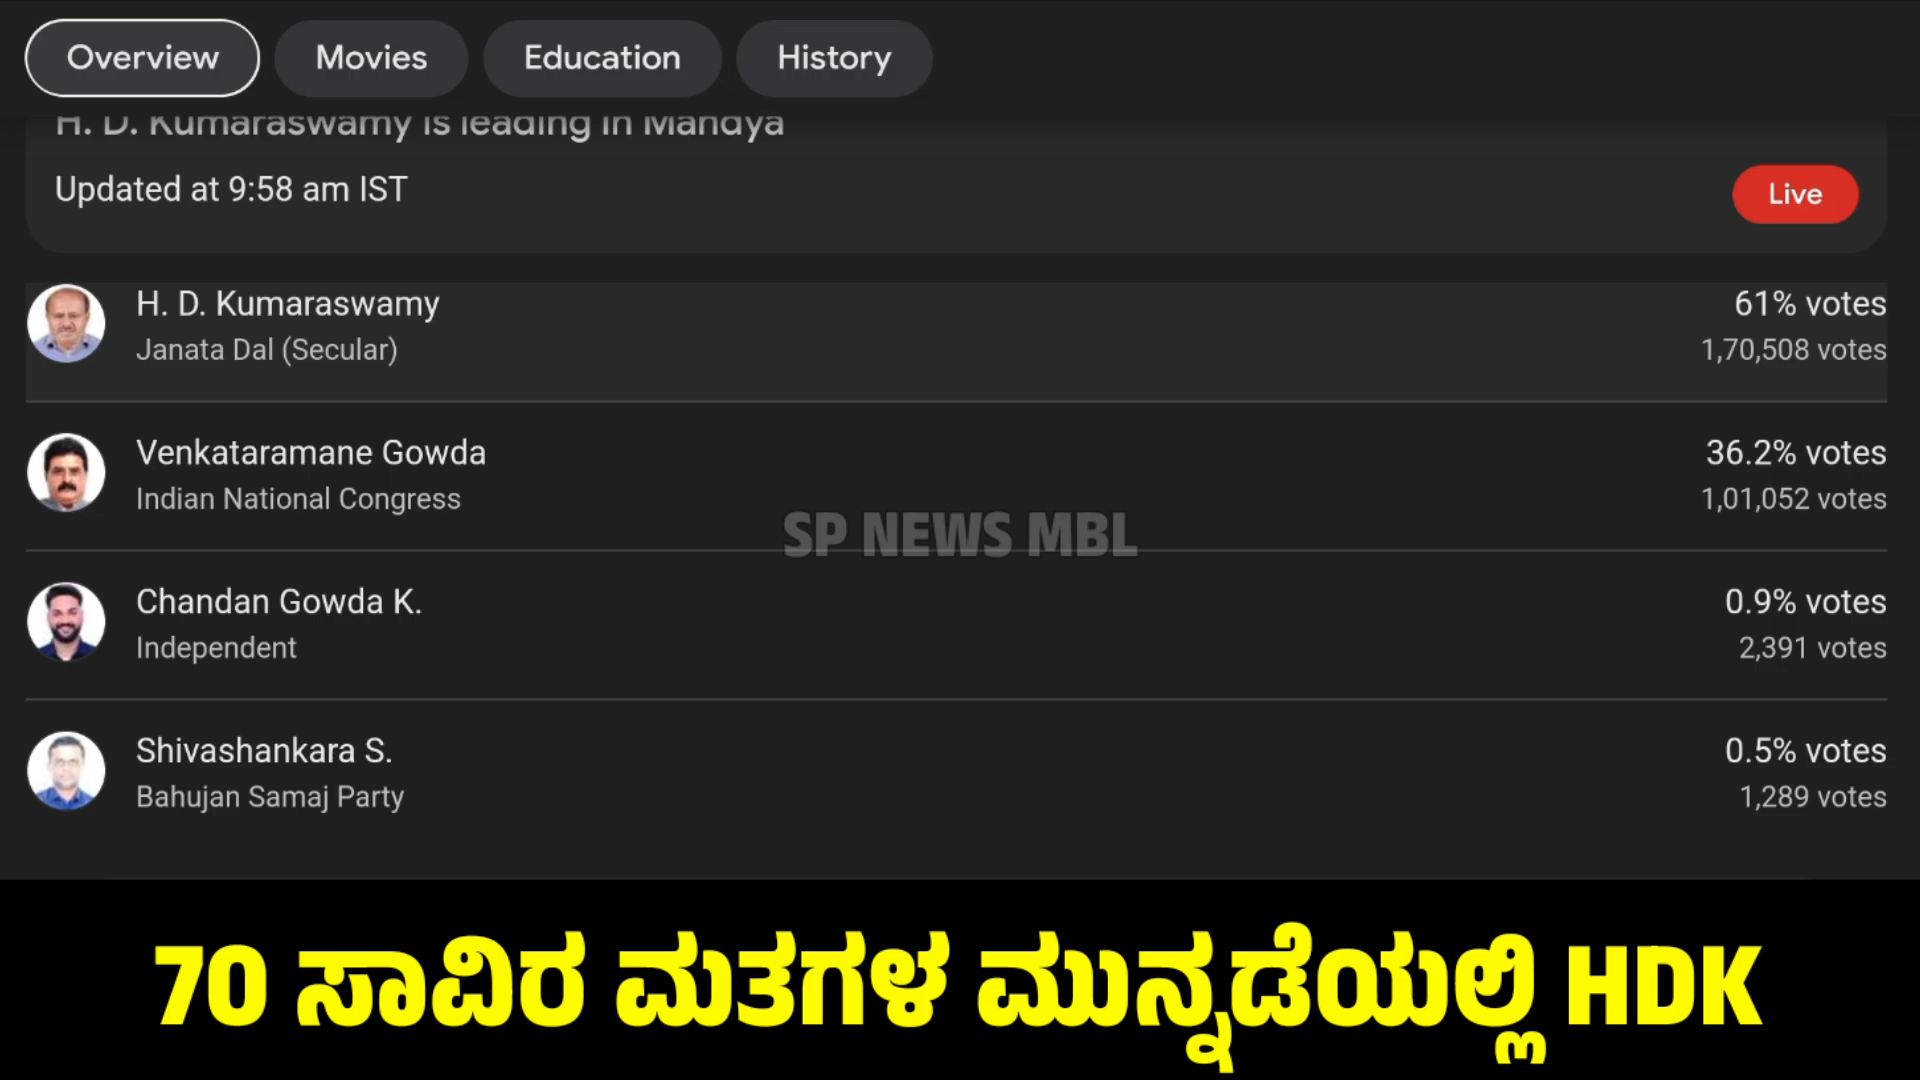 Overview Movies Education History
H. D. Kumaraswamy is leading in Mandya
Updated at 9:58 am IST
Live
H. D. Kumaraswamy 61% votes
Janata Dal (Secular) 1,70,508 votes
Venkataramane Gowda 36.2% votes
Indian National Congress 1,01,052 votes
SP NEWS MBL
Chandan Gowda K. 0.9% votes
Independent 2,391 votes
Shivashankara S. 0.5% votes
Bahujan Samaj Party 1,289 votes
70 ಸಾವಿರ ಮತಗಳ ಮುನ್ನಡೆಯಲ್ಲಿ HDK